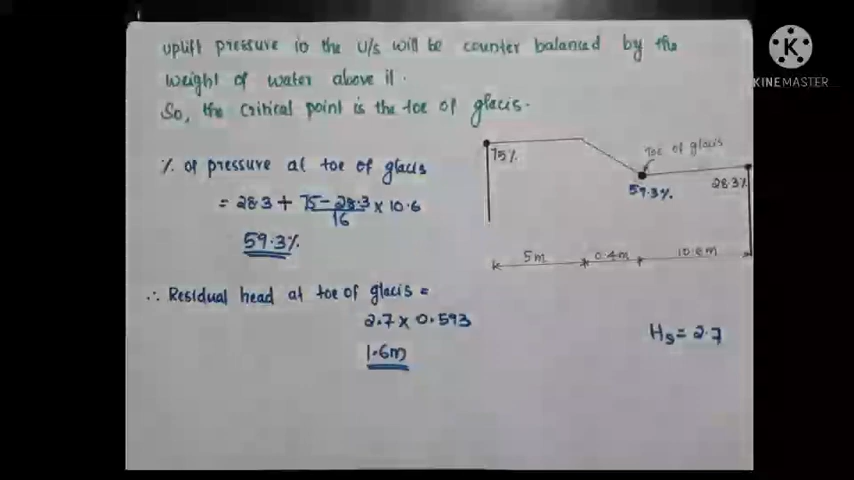 uplift pressure in the u/s will be counter balanced by the
weight of water above it.
So, the critical point is the toe of glacis.
% of pressure at toe of glacis
= 28.3 + 75 - 28.3 / 16 × 10.6
59.3%
∴ Residual head at toe of glacis =
2.7 × 0.593
1.6m
75%
Toe of glacis
59.3%
28.3%
5m
0.4m
10.6m
Hs = 2.7
K
KINEMASTER